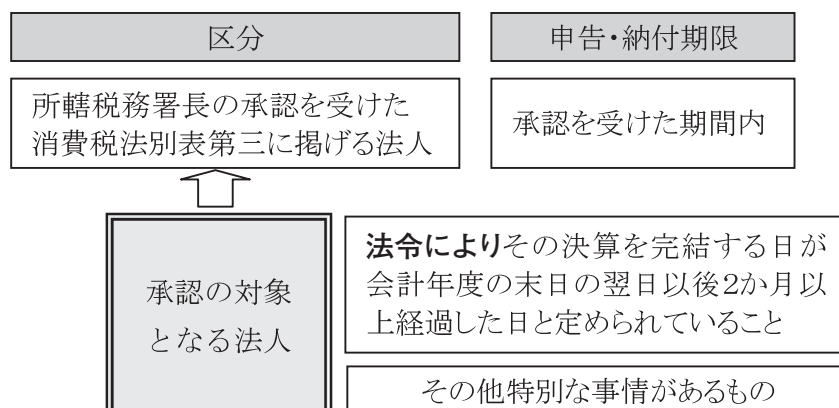 区分
申告・納付期限
所轄税務署長の承認を受けた
消費税法別表第三に掲げる法人
承認を受けた期間内
承認の対象
となる法人
法令によりその決算を完結する日が
会計年度の末日の翌日以後2か月以
上経過した日と定められていること
その他特別な事情があるもの